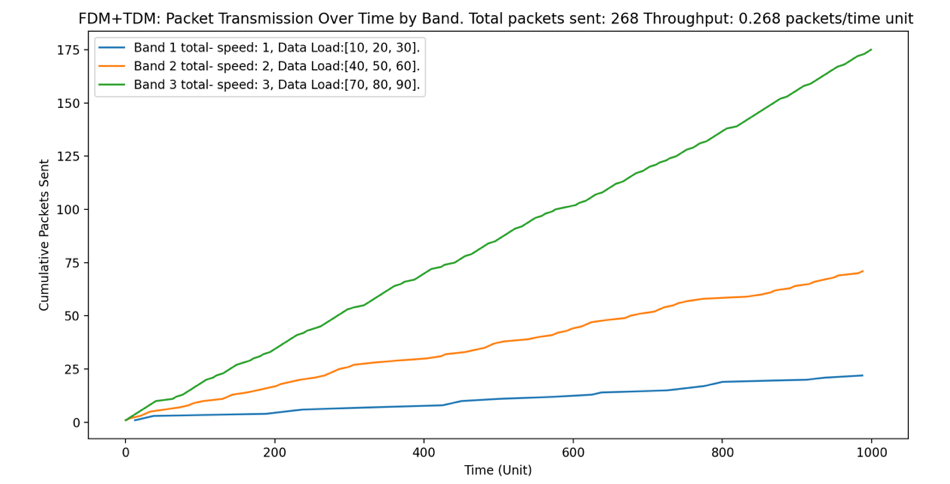 FDM+TDM: Packet Transmission Over Time by Band. Total packets sent: 268 Throughput: 0.268 packets/time unit
Band 1 total- speed: 1, Data Load:[10, 20, 30].
Band 2 total- speed: 2, Data Load:[40, 50, 60].
Band 3 total- speed: 3, Data Load:[70, 80, 90].
Cumulative Packets Sent
175
150
125
100
75
50
25
0
0 200 400 600 800 1000
Time (Unit)